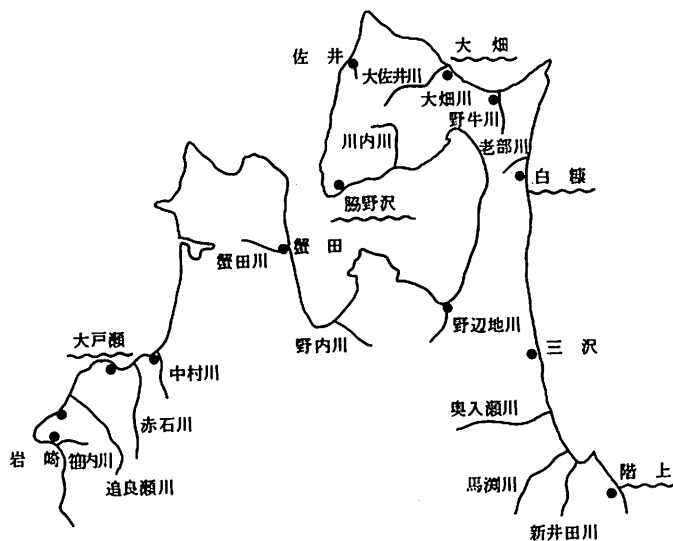 大畑
佐井
大佐井川
大畑川
野牛川
川内川
老部川
白糠
脇野沢
蟹田川
蟹田
野内川
野辺地川
三沢
大戸瀬
中村川
赤石川
奥入瀬川
岩崎
笹内川
追良瀬川
馬渕川
階上
新井田川